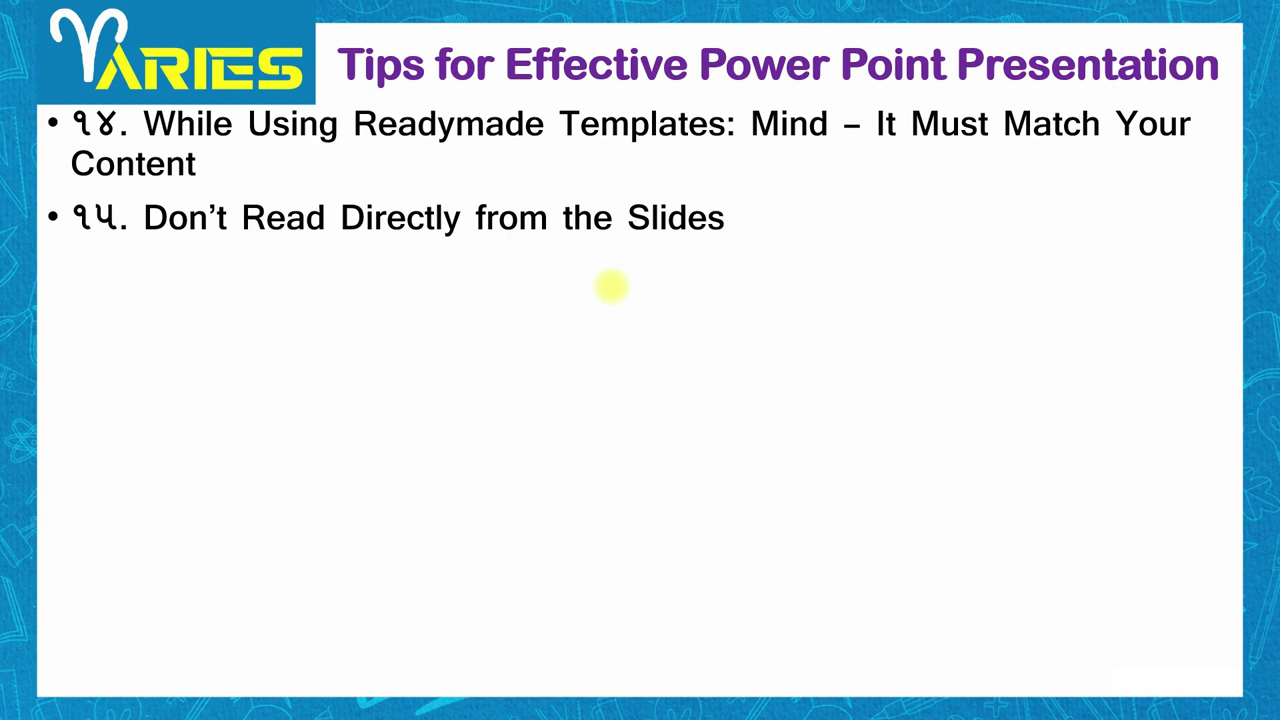 ARIES
Tips for Effective Power Point Presentation
• १४. While Using Readymade Templates: Mind – It Must Match Your
Content
• १५. Don’t Read Directly from the Slides